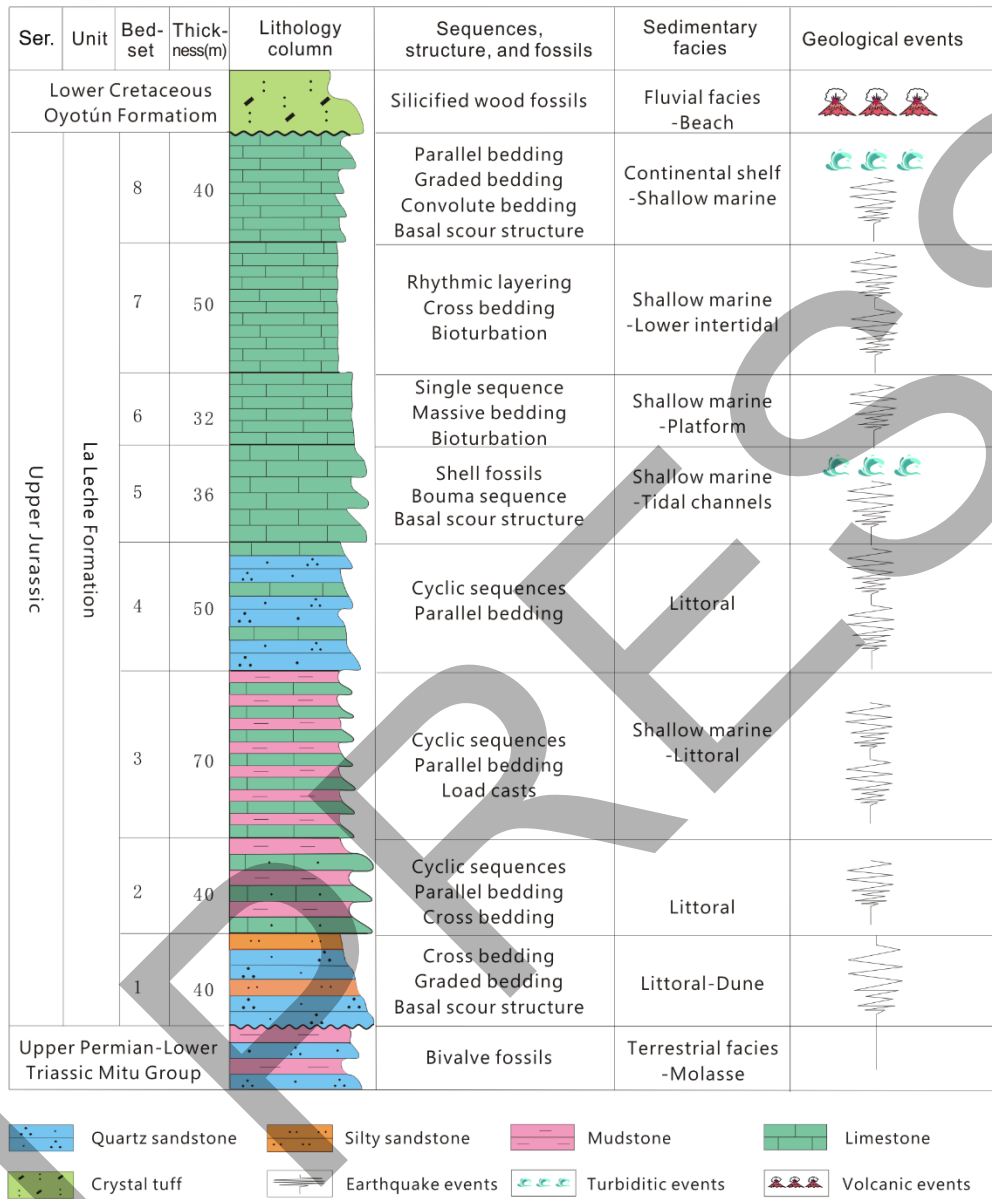 Ser.
Unit
Bed-
set
Thick-
ness(m)
Lithology
column
Sequences,
structure, and fossils
Sedimentary
facies
Geological events
Lower Cretaceous
Oyotún Formatiom
Silicified wood fossils
Fluvial facies
-Beach
Upper Jurassic
La Leche Formation
8
40
Parallel bedding
Graded bedding
Convolute bedding
Basal scour structure
Continental shelf
-Shallow marine
7
50
Rhythmic layering
Cross bedding
Bioturbation
Shallow marine
-Lower intertidal
6
32
Single sequence
Massive bedding
Bioturbation
Shallow marine
-Platform
5
36
Shell fossils
Bouma sequence
Basal scour structure
Shallow marine
-Tidal channels
4
50
Cyclic sequences
Parallel bedding
Littoral
3
70
Cyclic sequences
Parallel bedding
Load casts
Shallow marine
-Littoral
2
40
Cyclic sequences
Parallel bedding
Cross bedding
Littoral
1
40
Cross bedding
Graded bedding
Basal scour structure
Littoral-Dune
Upper Permian-Lower
Triassic Mitu Group
Bivalve fossils
Terrestrial facies
-Molasse
Quartz sandstone
Silty sandstone
Mudstone
Limestone
Crystal tuff
Earthquake events
Turbiditic events
Volcanic events
PRESS